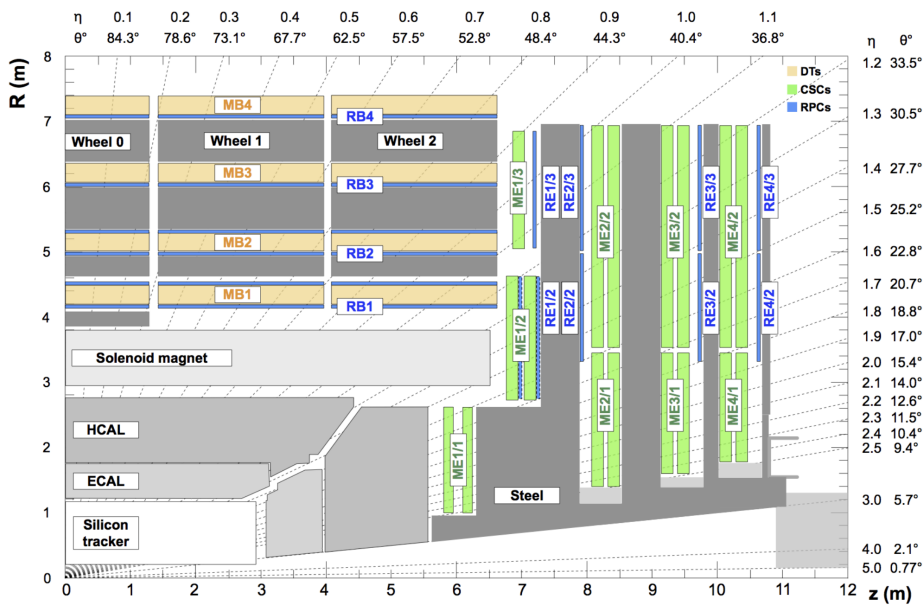 η 0.1 0.2 0.3 0.4 0.5 0.6 0.7 0.8 0.9 1.0 1.1
θ° 84.3° 78.6° 73.1° 67.7° 62.5° 57.5° 52.8° 48.4° 44.3° 40.4° 36.8° η θ°
R (m)
8
7
6
5
4
3
2
1
0
1.2 33.5°
1.3 30.5°
1.4 27.7°
1.5 25.2°
1.6 22.8°
1.7 20.7°
1.8 18.8°
1.9 17.0°
2.0 15.4°
2.1 14.0°
2.2 12.6°
2.3 11.5°
2.4 10.4°
2.5 9.4°
3.0 5.7°
4.0 2.1°
5.0 0.77°
DTs
CSCs
RPCs
MB4
RB4
Wheel 0 Wheel 1 Wheel 2
MB3
RB3
MB2
RB2
MB1
RB1
ME1/3
RE1/3
RE2/3
ME2/2
ME3/2
RE3/3
ME4/2
RE4/3
ME1/2
RE1/2
RE2/2
RE3/2
RE4/2
Solenoid magnet
HCAL
ECAL
Silicon
tracker
ME1/1
ME2/1
ME3/1
ME4/1
Steel
0 1 2 3 4 5 6 7 8 9 10 11 12
z (m)